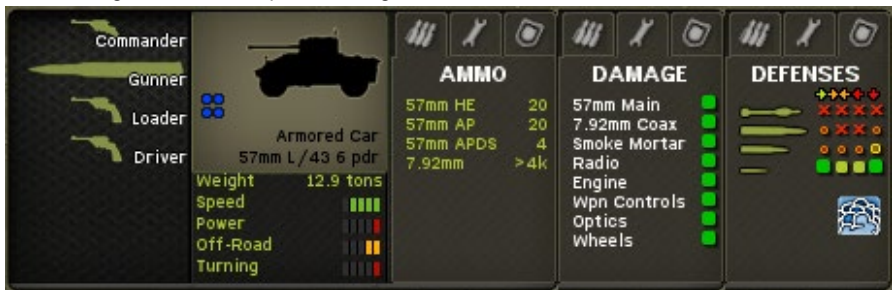 Commander
Gunner
Loader
Driver
Armored Car
57mm L/43 6 pdr
Weight 12.9 tons
Speed
Power
Off-Road
Turning
AMMO
57mm HE 20
57mm AP 20
57mm APDS 4
7.92mm >4k
DAMAGE
57mm Main
7.92mm Coax
Smoke Mortar
Radio
Engine
Wpn Controls
Optics
Wheels
DEFENSES